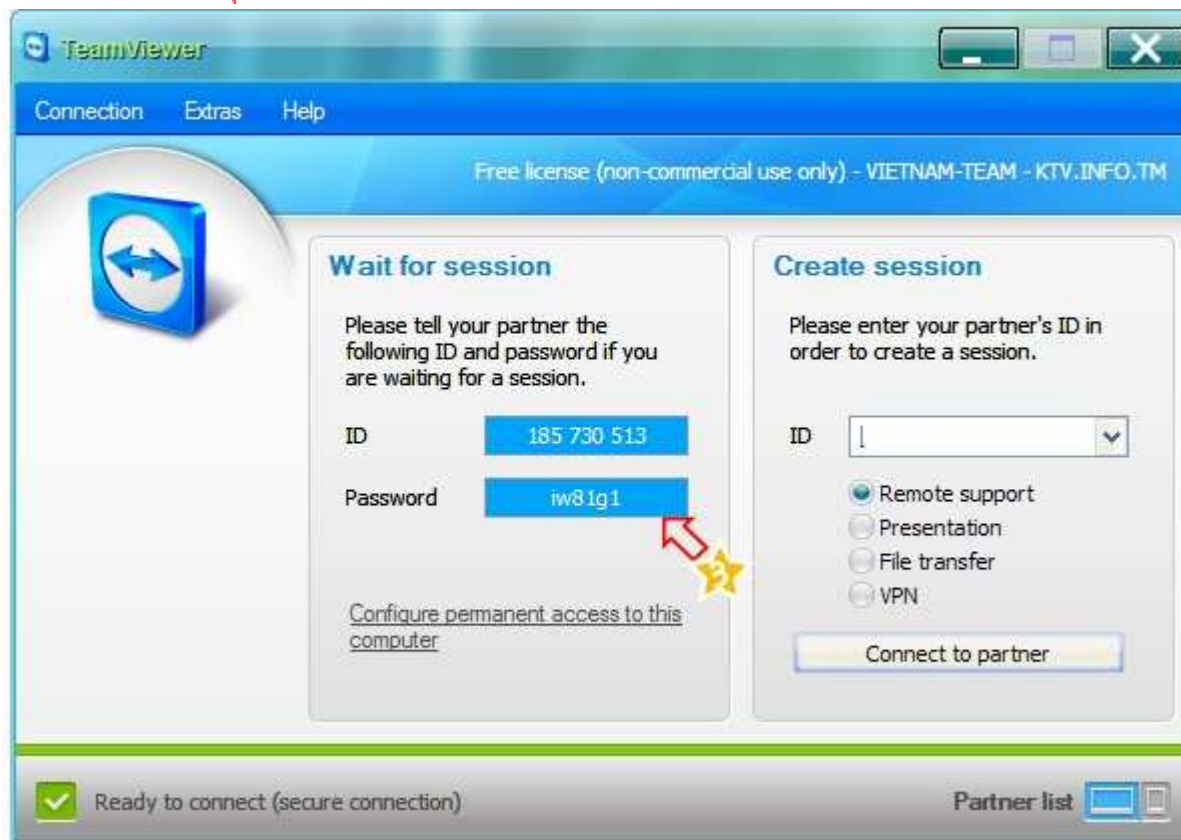 TeamViewer
Connection Extras Help
Free license (non-commercial use only) - VIETNAM-TEAM - KTV.INFO.TM
Wait for session
Please tell your partner the
following ID and password if you
are waiting for a session.
ID 185 730 513
Password iw81g1
3
Configure permanent access to this
computer
Create session
Please enter your partner's ID in
order to create a session.
ID
Remote support
Presentation
File transfer
VPN
Connect to partner
Ready to connect (secure connection)
Partner list